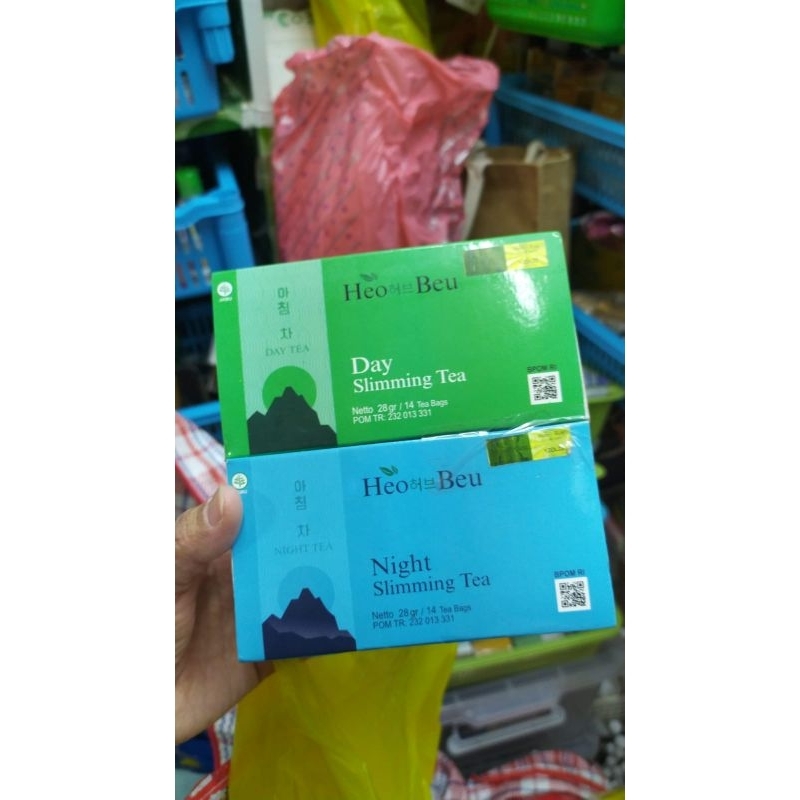 아
침
차
DAY TEA
Heo허브Beu
Day
Slimming Tea
Netto 28 gr / 14 Tea Bags
POM TR: 232 013 331
BPOM RI
아
침
차
NIGHT TEA
Heo허브Beu
Night
Slimming Tea
Netto 28 gr / 14 Tea Bags
POM TR: 232 013 331
BPOM RI